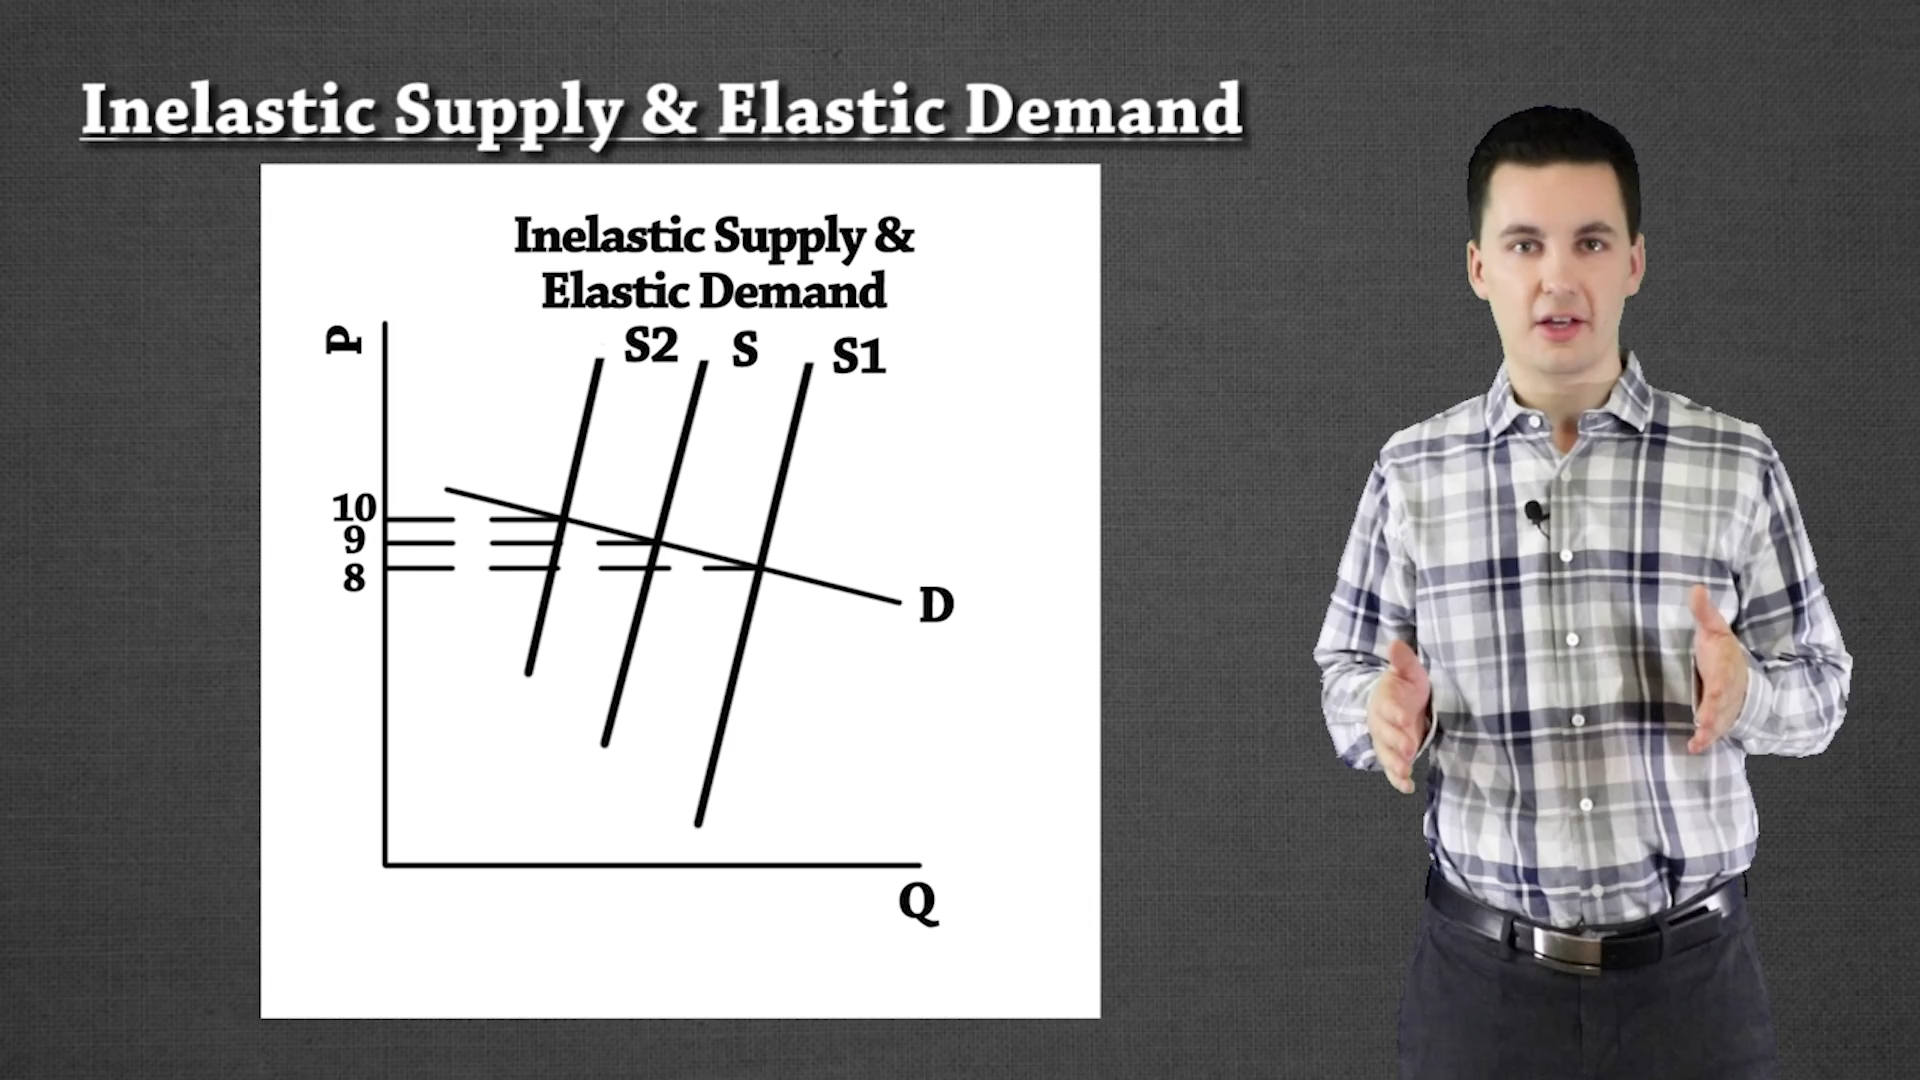 Inelastic Supply & Elastic Demand
Inelastic Supply &
Elastic Demand
P
S2
S
S1
10
9
8
D
Q